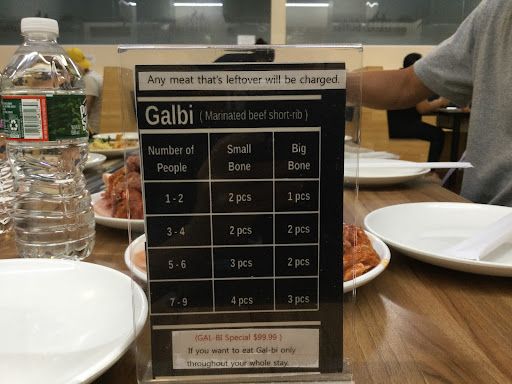 Any meat that's leftover will be charged.
Galbi ( Marinated beef short-rib )
Number of People Small Bone Big Bone
1 - 2 2 pcs 1 pcs
3 - 4 2 pcs 2 pcs
5 - 6 3 pcs 2 pcs
7 - 9 4 pcs 3 pcs
(GAL-BI Special $99.99 )
If you want to eat Gal-bi only
throughout your whole stay.